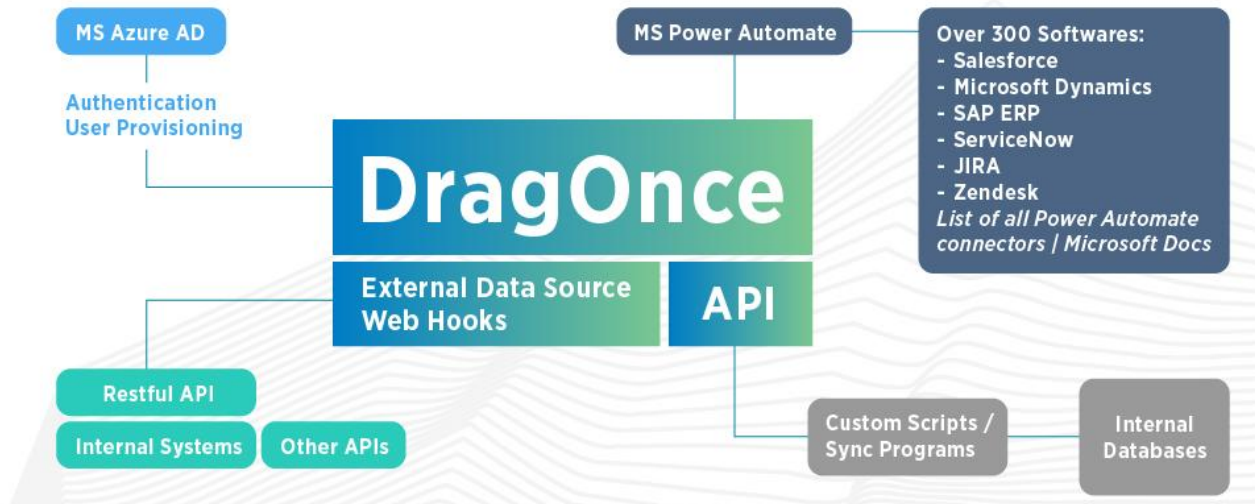 MS Azure AD
Authentication
User Provisioning
MS Power Automate
Over 300 Softwares:
- Salesforce
- Microsoft Dynamics
- SAP ERP
- ServiceNow
- JIRA
- Zendesk
List of all Power Automate
connectors | Microsoft Docs
DragOnce
External Data Source
Web Hooks
API
Restful API
Internal Systems
Other APIs
Custom Scripts /
Sync Programs
Internal
Databases